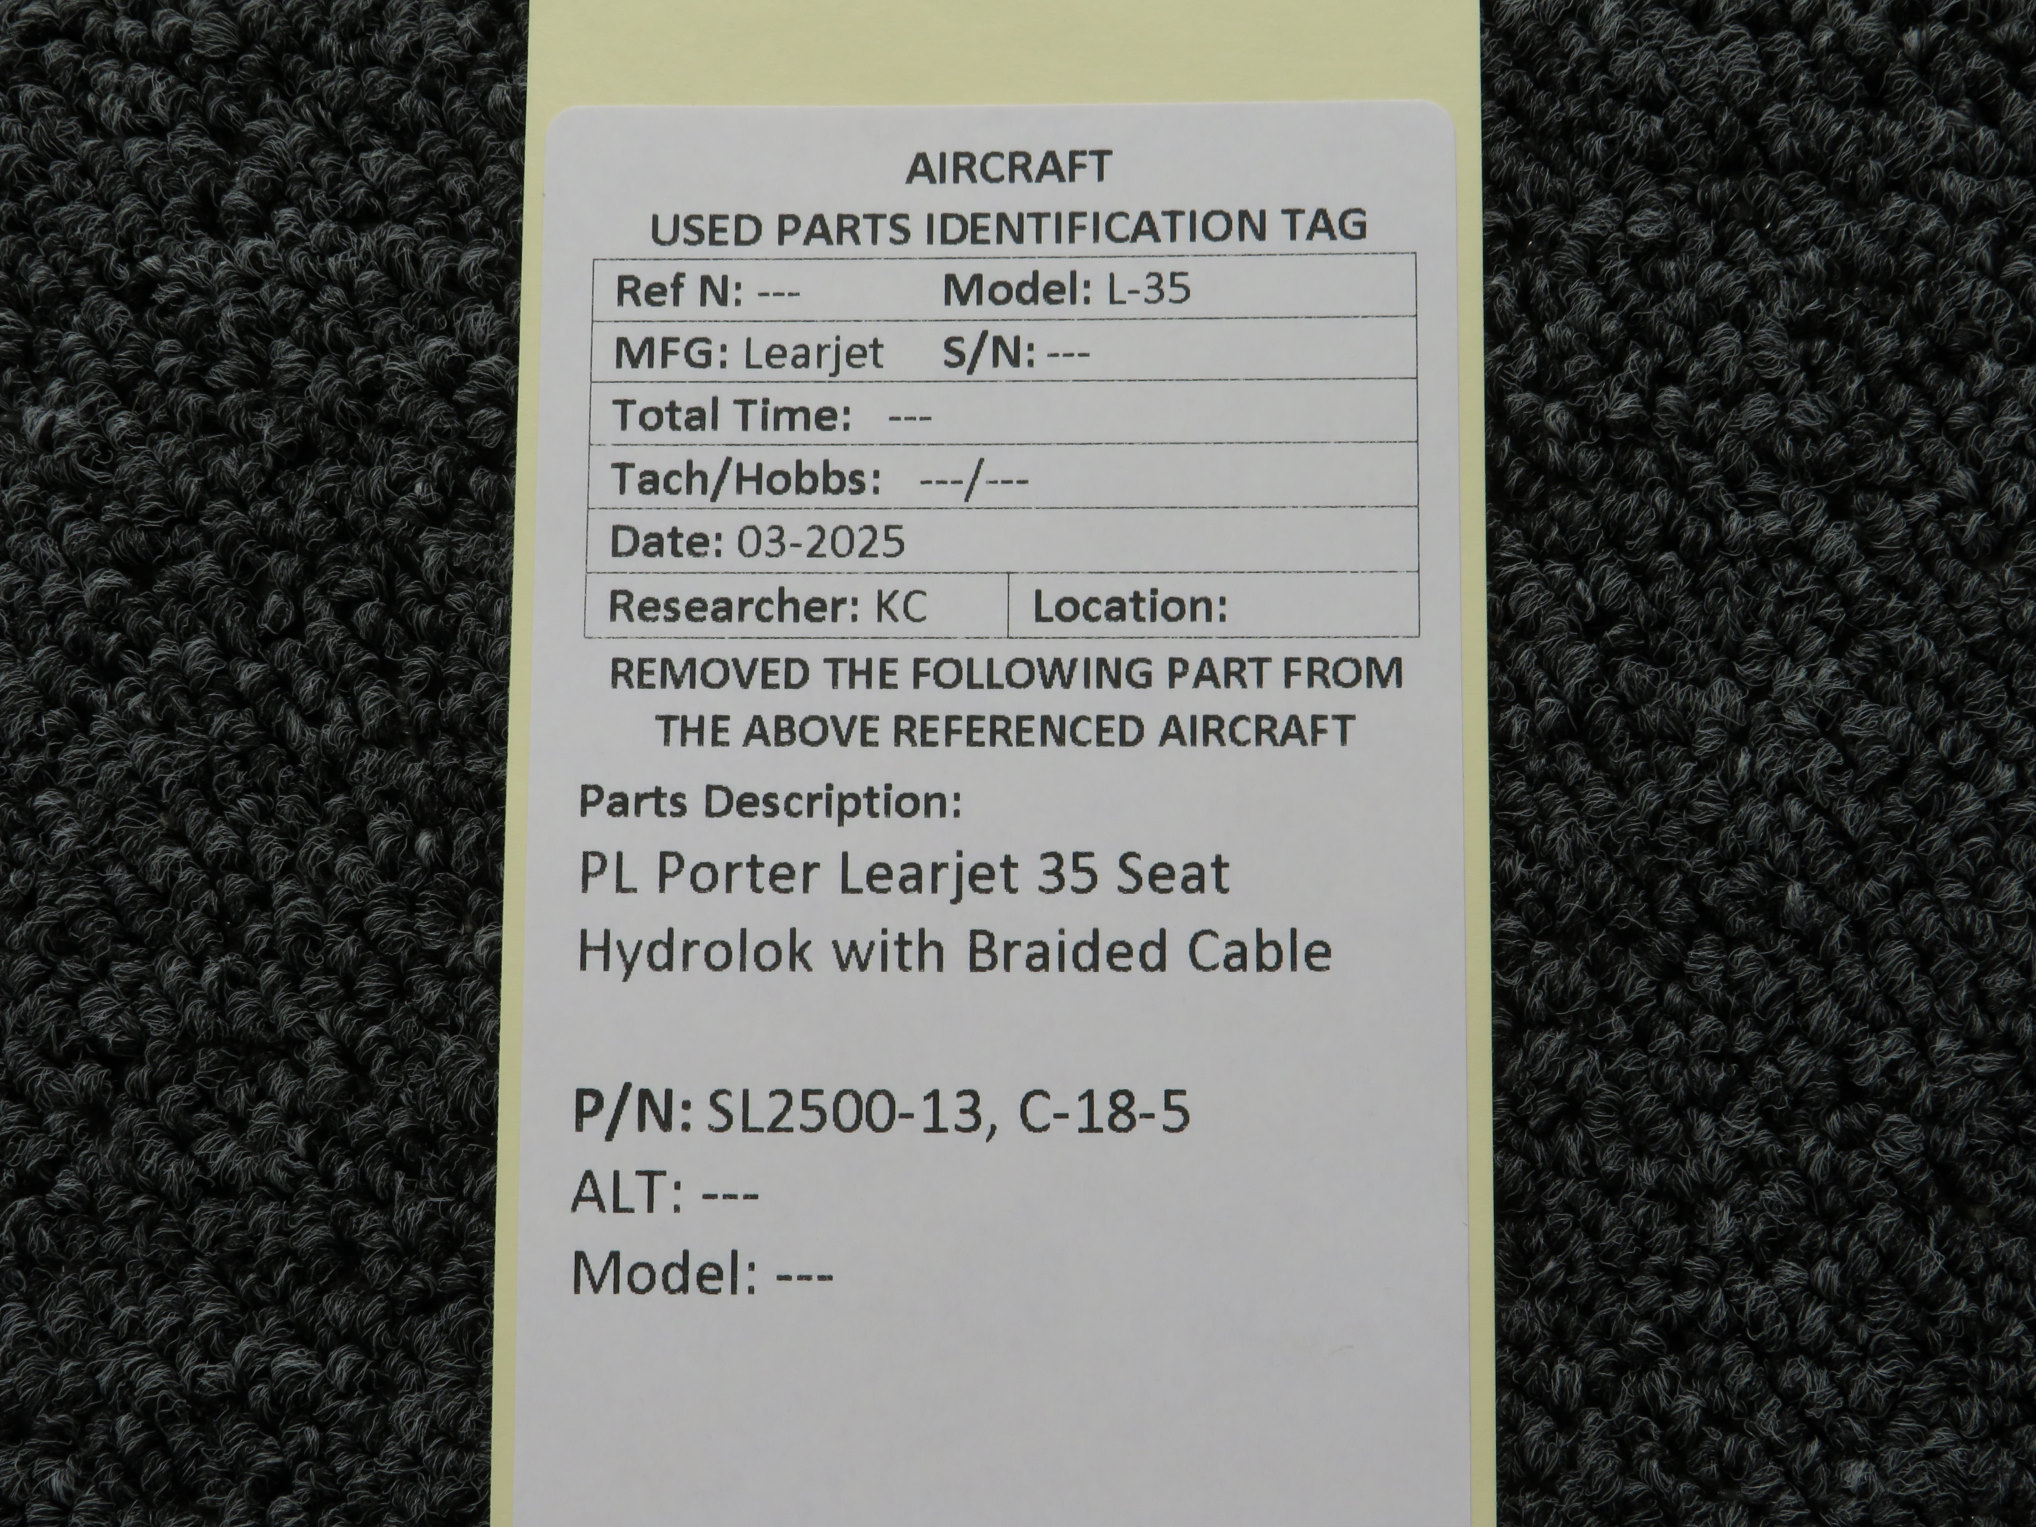 AIRCRAFT
USED PARTS IDENTIFICATION TAG
Ref N: --- Model: L-35
MFG: Learjet S/N: ---
Total Time: ---
Tach/Hobbs: ---/---
Date: 03-2025
Researcher: KC Location:
REMOVED THE FOLLOWING PART FROM
THE ABOVE REFERENCED AIRCRAFT
Parts Description:
PL Porter Learjet 35 Seat
Hydrolok with Braided Cable
P/N: SL2500-13, C-18-5
ALT: ---
Model: ---